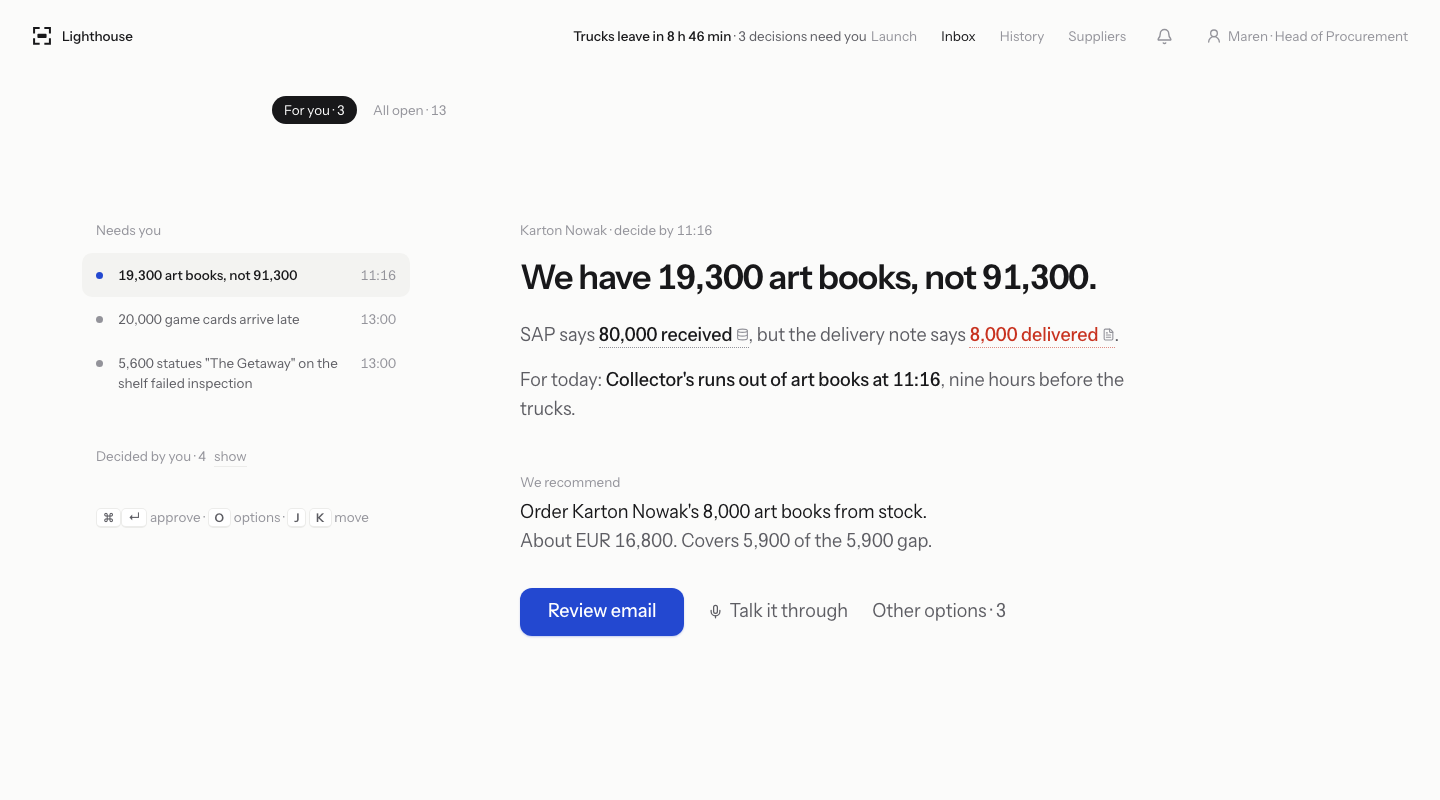 Lighthouse
Trucks leave in 8 h 46 min · 3 decisions need you Launch Inbox History Suppliers Maren · Head of Procurement
For you · 3 All open · 13
Needs you
19,300 art books, not 91,300 11:16
20,000 game cards arrive late 13:00
5,600 statues "The Getaway" on the 13:00
shelf failed inspection
Decided by you · 4 show
⌘ ↵ approve · O options · J K move
Karton Nowak · decide by 11:16
We have 19,300 art books, not 91,300.
SAP says 80,000 received, but the delivery note says 8,000 delivered.
For today: Collector's runs out of art books at 11:16, nine hours before the
trucks.
We recommend
Order Karton Nowak's 8,000 art books from stock.
About EUR 16,800. Covers 5,900 of the 5,900 gap.
Review email Talk it through Other options · 3